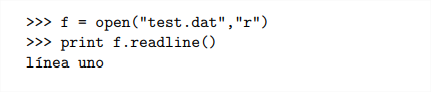 >>> f = open("test.dat","r")
>>> print f.readline()
línea uno